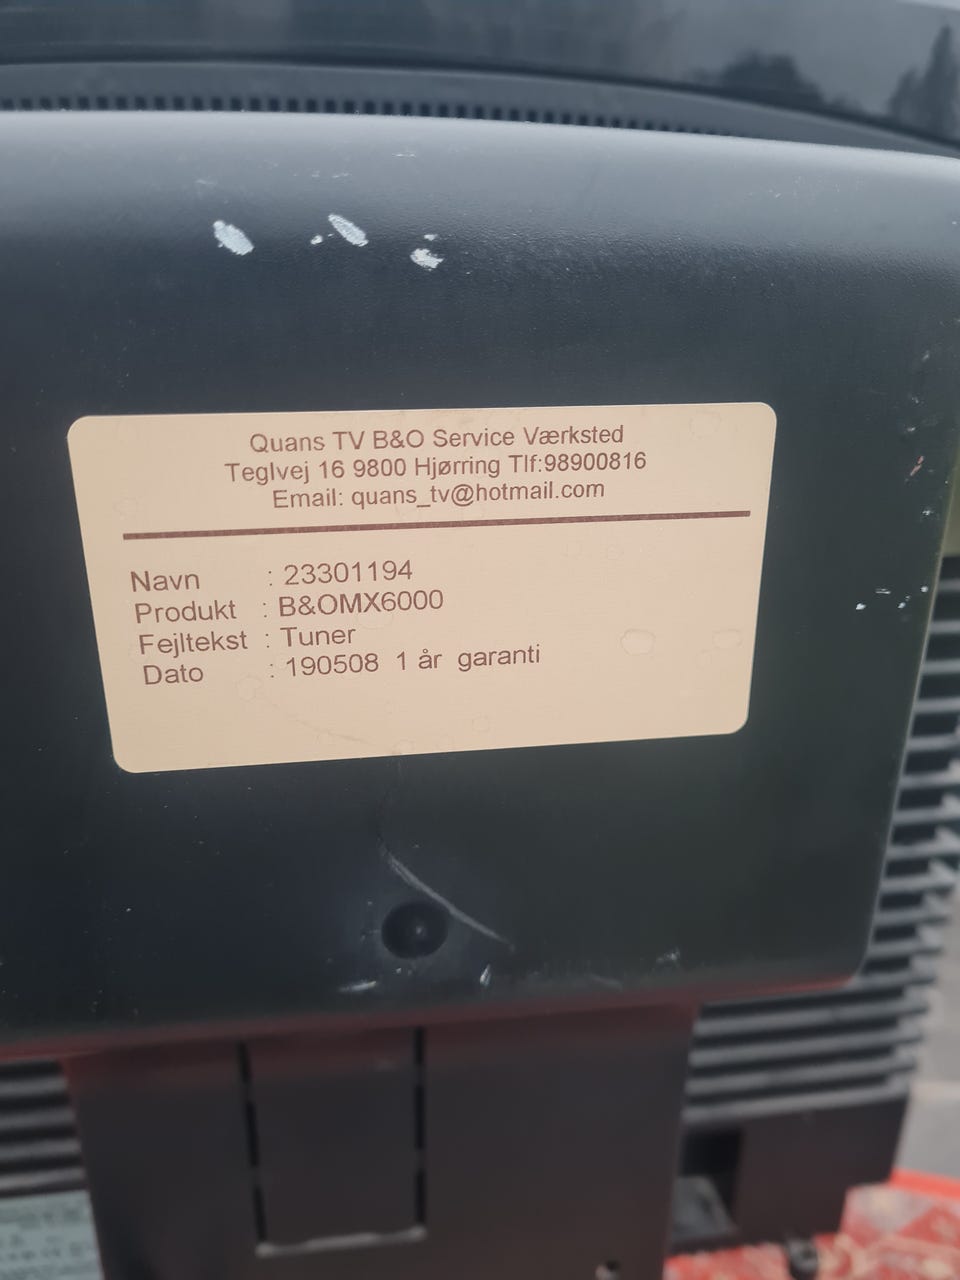 Quans TV B&O Service Værksted
Teglvej 16 9800 Hjørring Tlf:98900816
Email: quans_tv@hotmail.com
Navn : 23301194
Produkt : B&OMX6000
Fejltekst : Tuner
Dato : 190508 1 år garanti